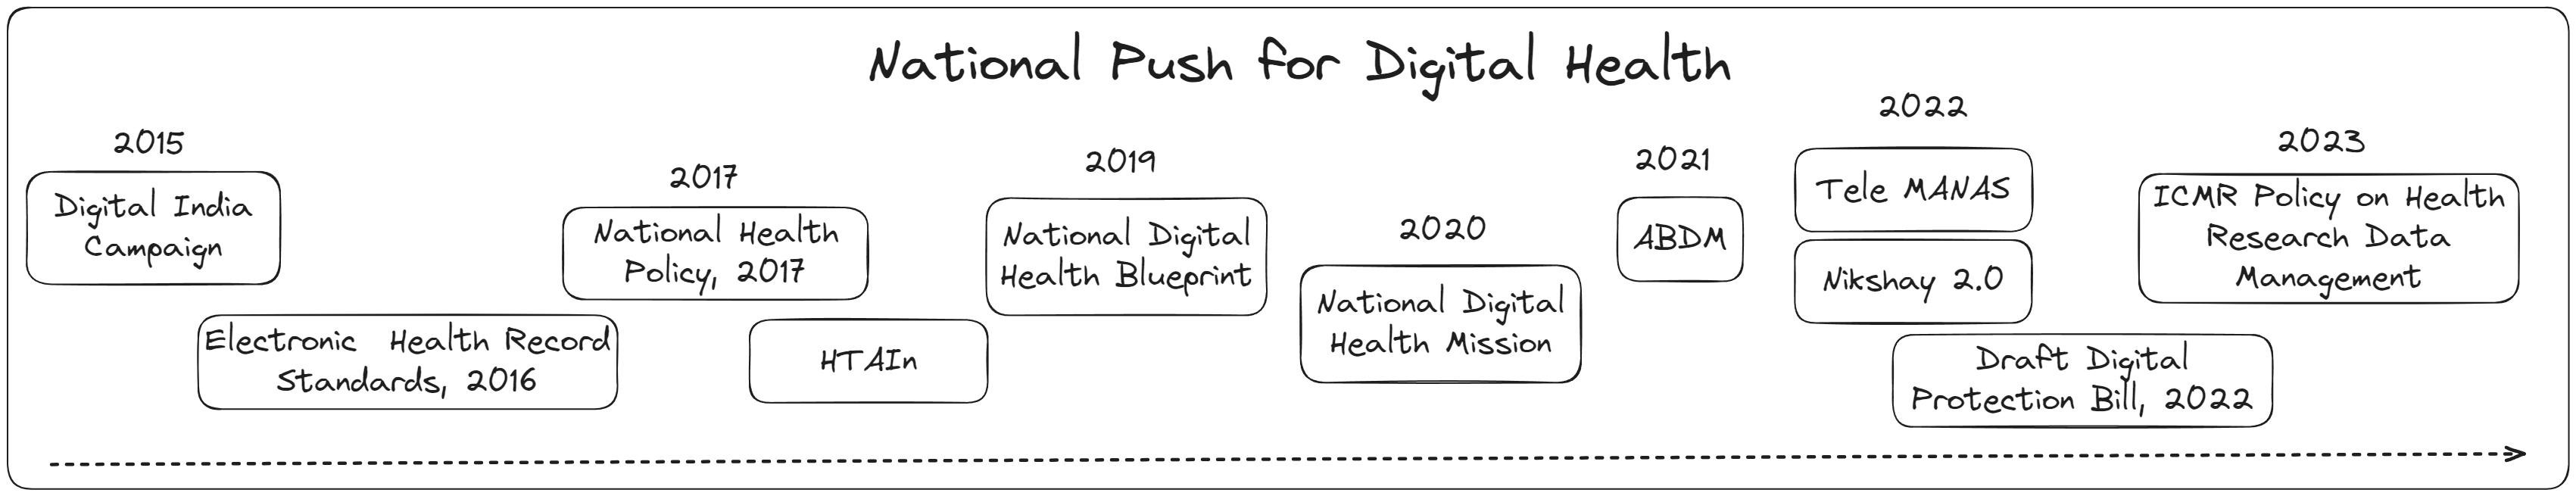 National Push for Digital Health
2015
Digital India
Campaign
Electronic Health Record
Standards, 2016
2017
National Health
Policy, 2017
HTAIn
2019
National Digital
Health Blueprint
2020
National Digital
Health Mission
2021
ABDM
2022
Tele MANAS
Nikshay 2.0
Draft Digital
Protection Bill, 2022
2023
ICMR Policy on Health
Research Data
Management